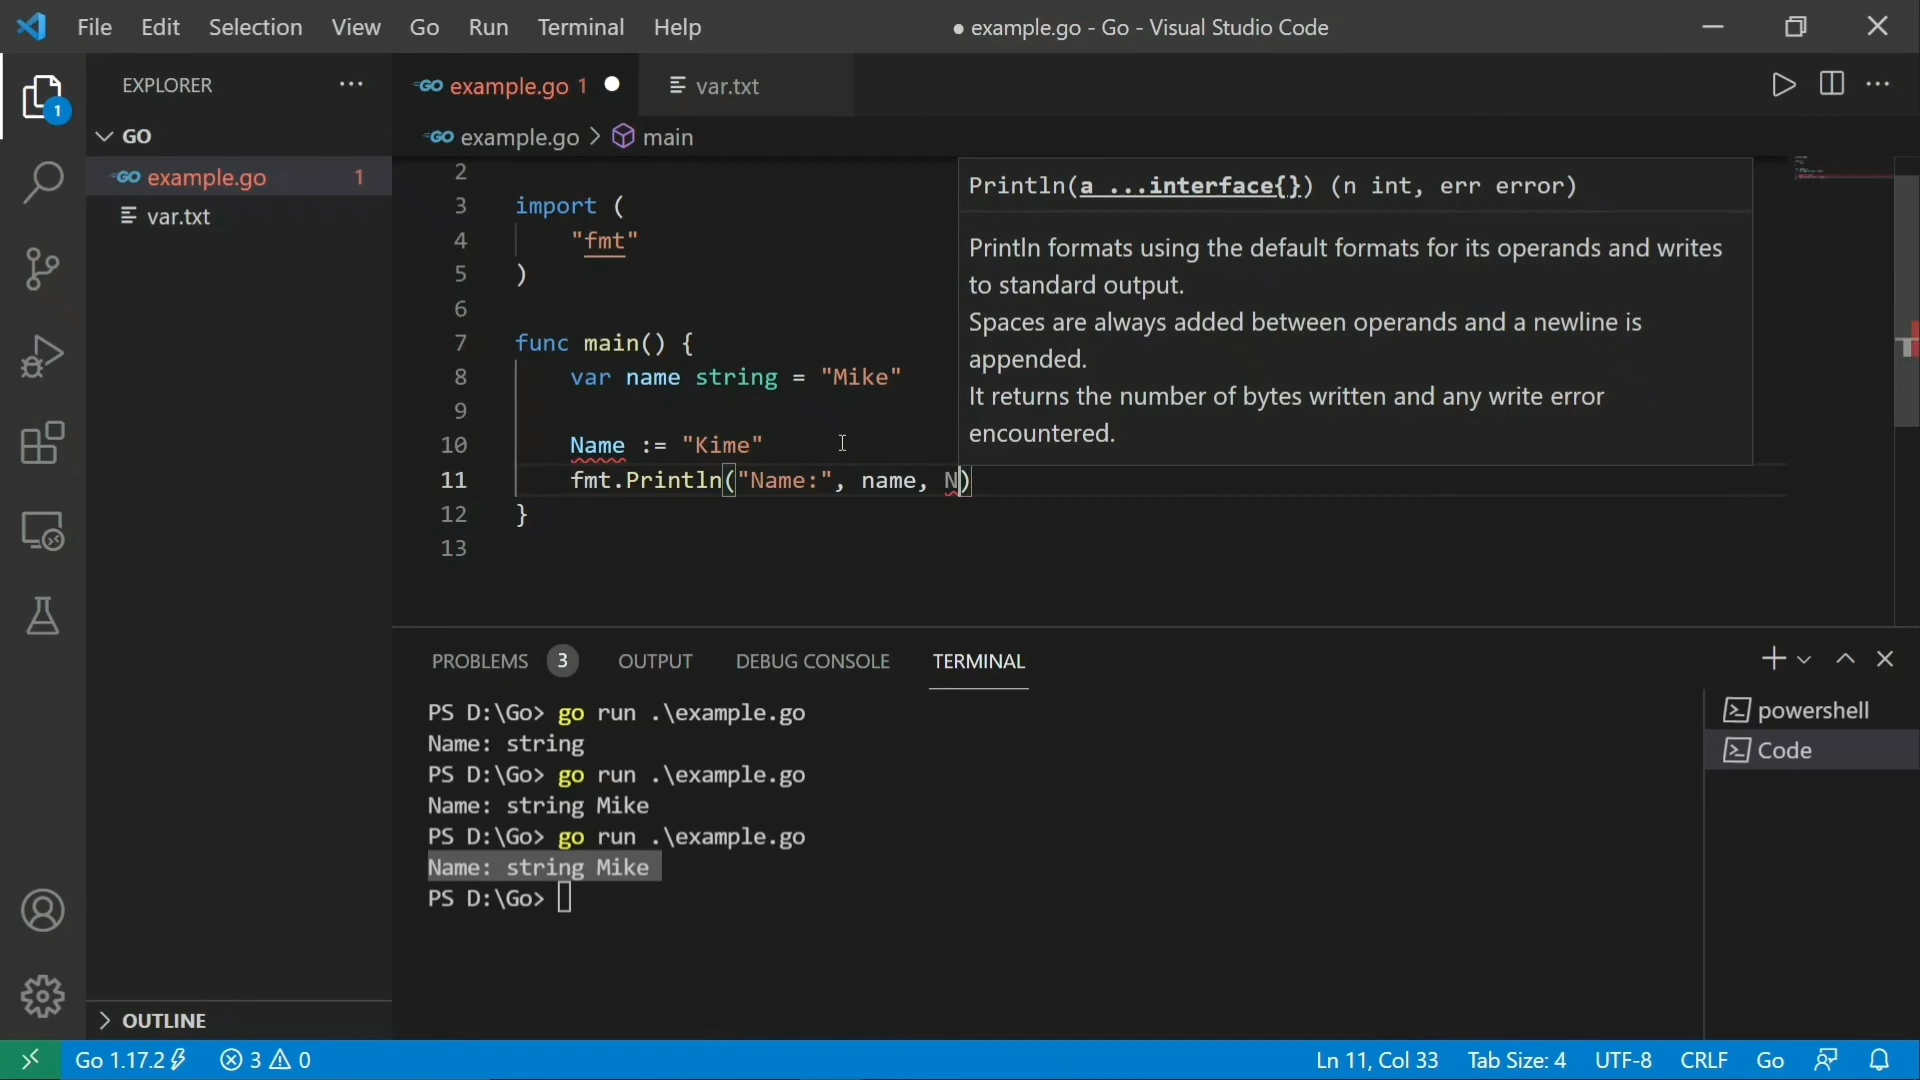 File Edit Selection View Go Run Terminal Help
● example.go - Go - Visual Studio Code
EXPLORER
GO
example.go 1
var.txt
OUTLINE
1
GO example.go 1
var.txt
GO example.go > main
2
3 import (
4 "fmt"
5 )
6
7 func main() {
8 var name string = "Mike"
9
10 Name := "Kime"
11 fmt.Println("Name:", name, N)
12 }
13
Println(a ...interface{}) (n int, err error)
Println formats using the default formats for its operands and writes
to standard output.
Spaces are always added between operands and a newline is
appended.
It returns the number of bytes written and any write error
encountered.
PROBLEMS 3 OUTPUT DEBUG CONSOLE TERMINAL
PS D:\Go> go run .\example.go
Name: string
PS D:\Go> go run .\example.go
Name: string Mike
PS D:\Go> go run .\example.go
Name: string Mike
PS D:\Go>
powershell
Code
Go 1.17.2 3 0 Ln 11, Col 33 Tab Size: 4 UTF-8 CRLF Go